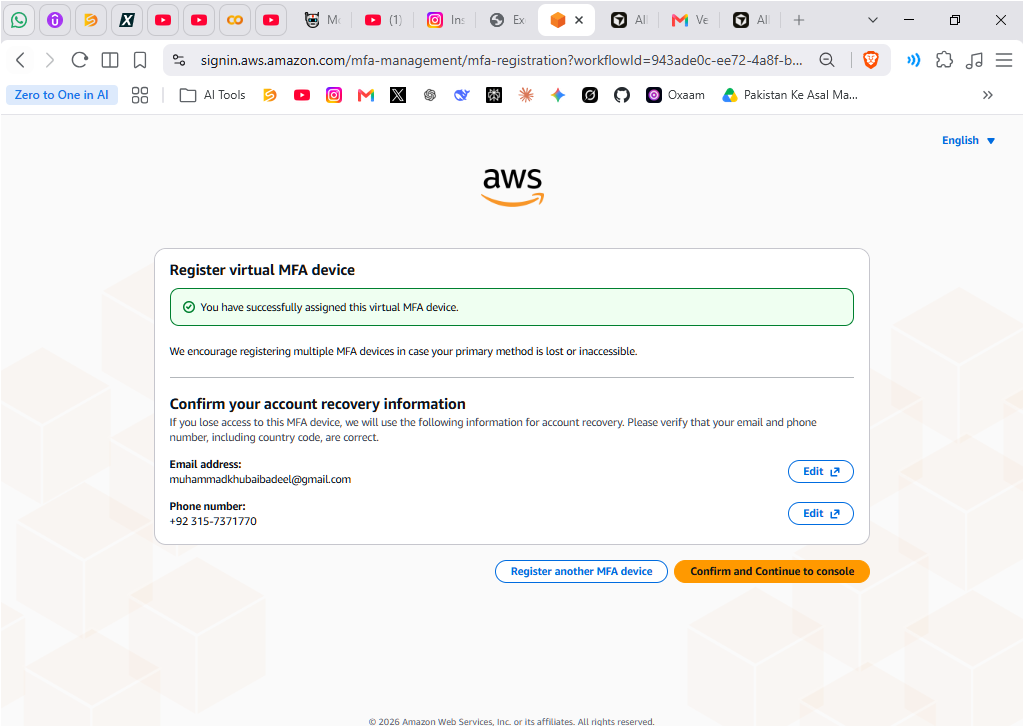 (1)
Ins
Ex
All
Ve
All
signin.aws.amazon.com/mfa-management/mfa-registration?workflowId=943ade0c-ee72-4a8f-b...
Zero to One in AI
AI Tools
Oxaam
Pakistan Ke Asal Ma...
English
aws
Register virtual MFA device
You have successfully assigned this virtual MFA device.
We encourage registering multiple MFA devices in case your primary method is lost or inaccessible.
Confirm your account recovery information
If you lose access to this MFA device, we will use the following information for account recovery. Please verify that your email and phone
number, including country code, are correct.
Email address:
muhammadkhubaibadeel@gmail.com
Edit
Phone number:
+92 315-7371770
Edit
Register another MFA device
Confirm and Continue to console
© 2026 Amazon Web Services, Inc. or its affiliates. All rights reserved.